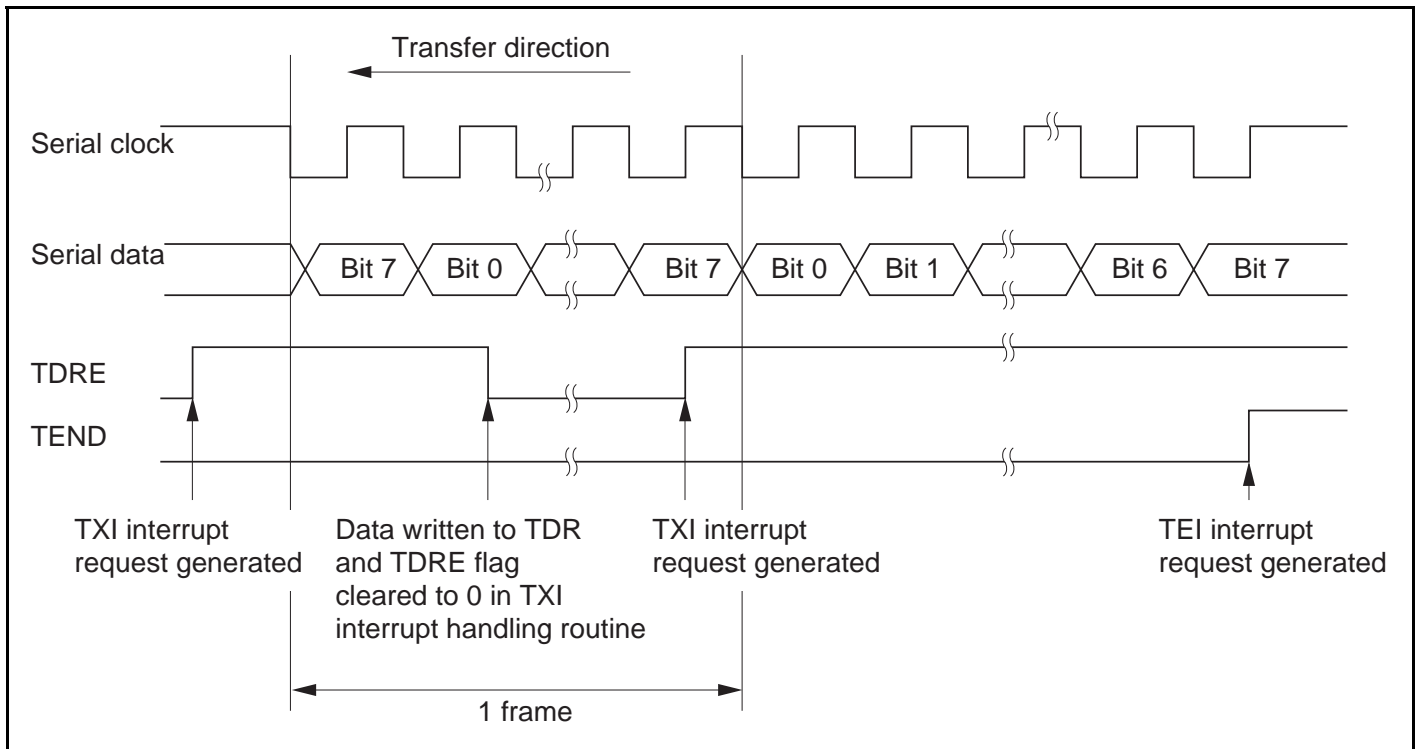 Transfer direction
Serial clock
Serial data
Bit 7
Bit 0
Bit 7
Bit 0
Bit 1
Bit 6
Bit 7
TDRE
TEND
TXI interrupt
request generated
Data written to TDR
and TDRE flag
cleared to 0 in TXI
interrupt handling routine
TXI interrupt
request generated
TEI interrupt
request generated
1 frame